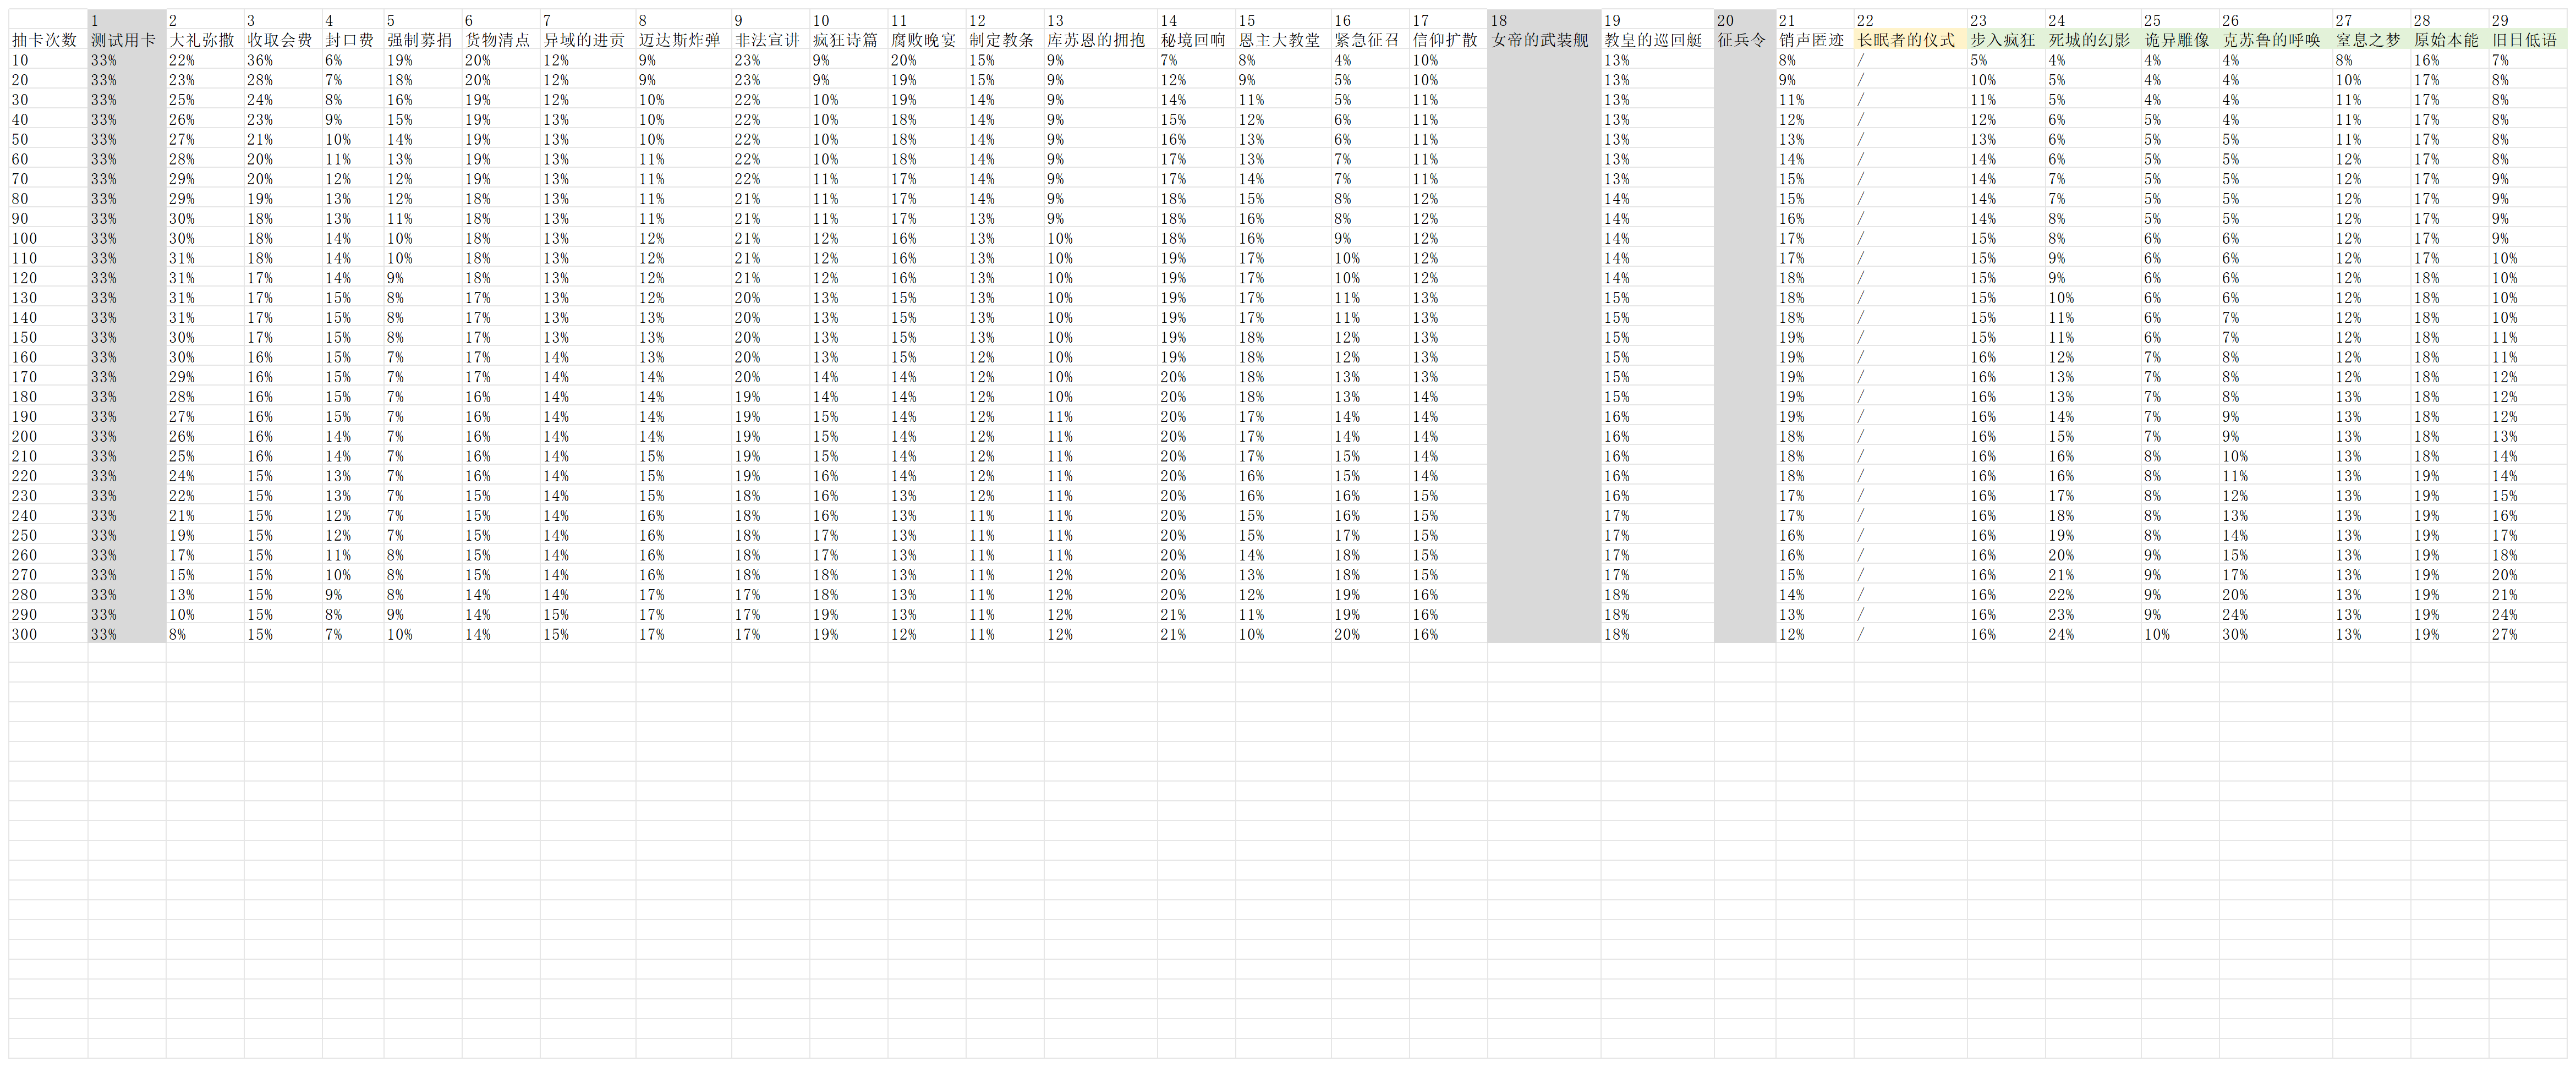 1 2 3 4 5 6 7 8 9 10 11 12 13 14 15 16 17 18 19 20 21 22 23 24 25 26 27 28 29
抽卡次数 测试用卡 大礼弥撒 收取会费 封口费 强制募捐 货物清点 异域的进贡 迈达斯炸弹 非法宣讲 疯狂诗篇 腐败晚宴 制定教条 库苏恩的拥抱 秘境回响 恩主大教堂 紧急征召 信仰扩散 女帝的武装舰 教皇的巡回艇 征兵令 销声匿迹 长眠者的仪式 步入疯狂 死城的幻影 诡异雕像 克苏鲁的呼唤 窒息之梦 原始本能 旧日低语
10 33% 22% 36% 6% 19% 20% 12% 9% 23% 9% 20% 15% 9% 7% 8% 4% 10% 13% 8% / 5% 4% 4% 4% 8% 16% 7%
20 33% 23% 28% 7% 18% 20% 12% 9% 23% 9% 19% 15% 9% 12% 9% 5% 10% 13% 9% / 10% 5% 4% 4% 10% 17% 8%
30 33% 25% 24% 8% 16% 19% 12% 10% 22% 10% 19% 14% 9% 14% 11% 5% 11% 13% 11% / 11% 5% 4% 4% 11% 17% 8%
40 33% 26% 23% 9% 15% 19% 13% 10% 22% 10% 18% 14% 9% 15% 12% 6% 11% 13% 12% / 12% 6% 5% 4% 11% 17% 8%
50 33% 27% 21% 10% 14% 19% 13% 10% 22% 10% 18% 14% 9% 16% 13% 6% 11% 13% 13% / 13% 6% 5% 5% 11% 17% 8%
60 33% 28% 20% 11% 13% 19% 13% 11% 22% 10% 18% 14% 9% 17% 13% 7% 11% 13% 14% / 14% 6% 5% 5% 12% 17% 8%
70 33% 29% 20% 12% 12% 19% 13% 11% 22% 11% 17% 14% 9% 17% 14% 7% 11% 13% 15% / 14% 7% 5% 5% 12% 17% 9%
80 33% 29% 19% 13% 12% 18% 13% 11% 21% 11% 17% 14% 9% 18% 15% 8% 12% 14% 15% / 14% 7% 5% 5% 12% 17% 9%
90 33% 30% 18% 13% 11% 18% 13% 11% 21% 11% 17% 13% 9% 18% 16% 8% 12% 14% 16% / 14% 8% 5% 5% 12% 17% 9%
100 33% 30% 18% 14% 10% 18% 13% 12% 21% 12% 16% 13% 10% 18% 16% 9% 12% 14% 17% / 15% 8% 6% 6% 12% 17% 9%
110 33% 31% 18% 14% 10% 18% 13% 12% 21% 12% 16% 13% 10% 19% 17% 10% 12% 14% 17% / 15% 9% 6% 6% 12% 17% 10%
120 33% 31% 17% 14% 9% 18% 13% 12% 21% 12% 16% 13% 10% 19% 17% 10% 12% 14% 18% / 15% 9% 6% 6% 12% 18% 10%
130 33% 31% 17% 15% 8% 17% 13% 12% 20% 13% 15% 13% 10% 19% 17% 11% 13% 15% 18% / 15% 10% 6% 6% 12% 18% 10%
140 33% 31% 17% 15% 8% 17% 13% 13% 20% 13% 15% 13% 10% 19% 17% 11% 13% 15% 18% / 15% 11% 6% 7% 12% 18% 10%
150 33% 30% 17% 15% 8% 17% 13% 13% 20% 13% 15% 13% 10% 19% 18% 12% 13% 15% 19% / 15% 11% 6% 7% 12% 18% 11%
160 33% 30% 16% 15% 7% 17% 14% 13% 20% 13% 15% 12% 10% 19% 18% 12% 13% 15% 19% / 16% 12% 7% 8% 12% 18% 11%
170 33% 29% 16% 15% 7% 17% 14% 14% 20% 14% 14% 12% 10% 20% 18% 13% 13% 15% 19% / 16% 13% 7% 8% 12% 18% 12%
180 33% 28% 16% 15% 7% 16% 14% 14% 19% 14% 14% 12% 10% 20% 18% 13% 14% 15% 19% / 16% 13% 7% 8% 13% 18% 12%
190 33% 27% 16% 15% 7% 16% 14% 14% 19% 15% 14% 12% 11% 20% 17% 14% 14% 16% 19% / 16% 14% 7% 9% 13% 18% 12%
200 33% 26% 16% 14% 7% 16% 14% 14% 19% 15% 14% 12% 11% 20% 17% 14% 14% 16% 18% / 16% 15% 7% 9% 13% 18% 13%
210 33% 25% 16% 14% 7% 16% 14% 15% 19% 15% 14% 12% 11% 20% 17% 15% 14% 16% 18% / 16% 16% 8% 10% 13% 18% 14%
220 33% 24% 15% 13% 7% 16% 14% 15% 19% 16% 14% 12% 11% 20% 16% 15% 14% 16% 18% / 16% 16% 8% 11% 13% 19% 14%
230 33% 22% 15% 13% 7% 15% 14% 15% 18% 16% 13% 12% 11% 20% 16% 16% 15% 16% 17% / 16% 17% 8% 12% 13% 19% 15%
240 33% 21% 15% 12% 7% 15% 14% 16% 18% 16% 13% 11% 11% 20% 15% 16% 15% 17% 17% / 16% 18% 8% 13% 13% 19% 16%
250 33% 19% 15% 12% 7% 15% 14% 16% 18% 17% 13% 11% 11% 20% 15% 17% 15% 17% 16% / 16% 19% 8% 14% 13% 19% 17%
260 33% 17% 15% 11% 8% 15% 14% 16% 18% 17% 13% 11% 11% 20% 14% 18% 15% 17% 16% / 16% 20% 9% 15% 13% 19% 18%
270 33% 15% 15% 10% 8% 15% 14% 16% 18% 18% 13% 11% 12% 20% 13% 18% 15% 17% 15% / 16% 21% 9% 17% 13% 19% 20%
280 33% 13% 15% 9% 8% 14% 14% 17% 17% 18% 13% 11% 12% 20% 12% 19% 16% 18% 14% / 16% 22% 9% 20% 13% 19% 21%
290 33% 10% 15% 8% 9% 14% 15% 17% 17% 19% 13% 11% 12% 21% 11% 19% 16% 18% 13% / 16% 23% 9% 24% 13% 19% 24%
300 33% 8% 15% 7% 10% 14% 15% 17% 17% 19% 12% 11% 12% 21% 10% 20% 16% 18% 12% / 16% 24% 10% 30% 13% 19% 27%